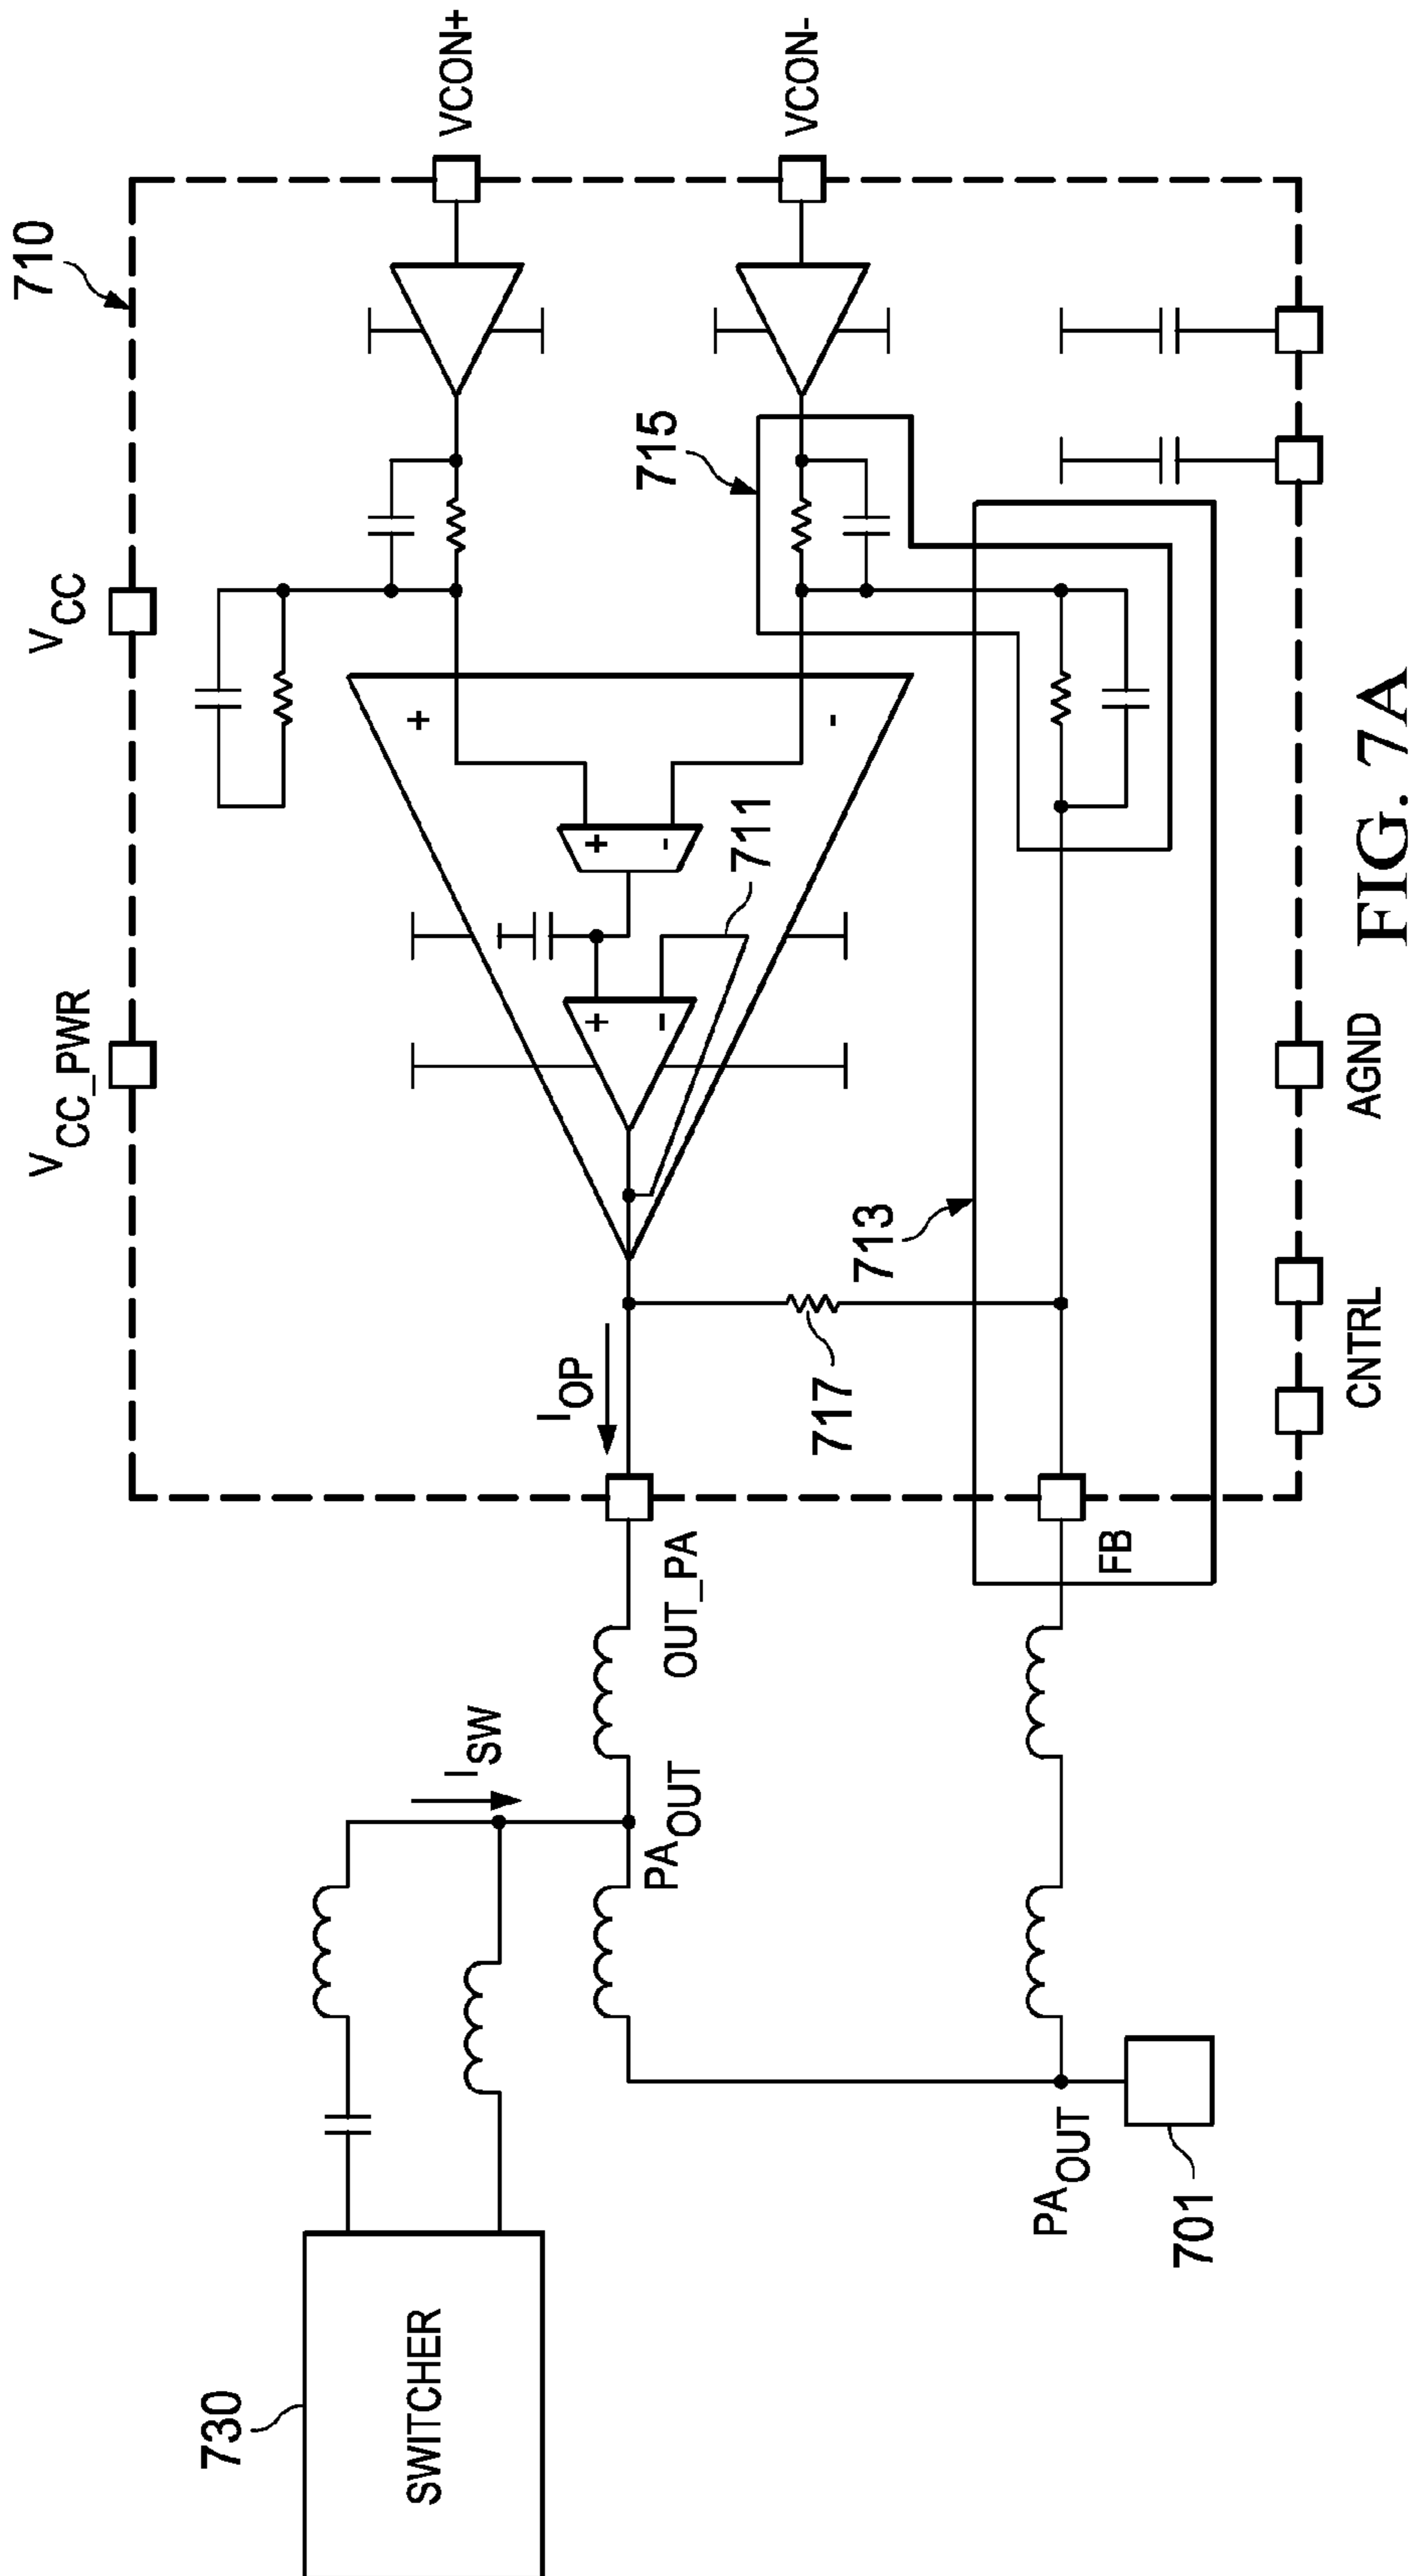 710
VCC_PWR
VCC
VCON+
VCON-
+
-
+
-
+
-
711
715
713
717
IOP
OUT_PA
FB
ISW
PAOUT
PAOUT
701
730
SWITCHER
CNTRL
AGND
FIG. 7A